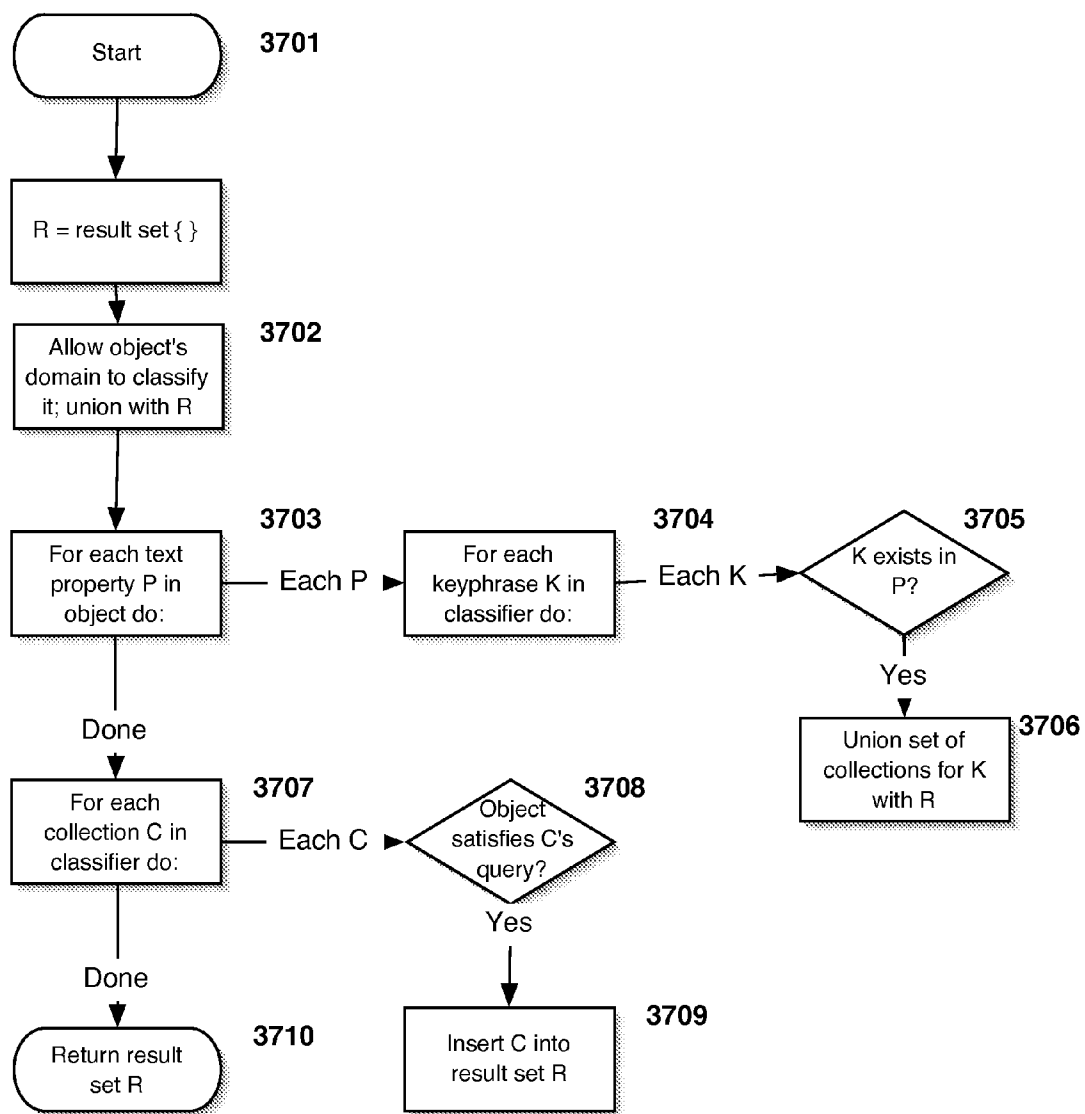 Start
3701
R = result set { }
3702
Allow object's
domain to classify
it; union with R
3703
For each text
property P in
object do:
Each P
3704
For each
keyphrase K in
classifier do:
Each K
3705
K exists in
P?
Yes
3706
Union set of
collections for K
with R
Done
3707
For each
collection C in
classifier do:
Each C
3708
Object
satisfies C's
query?
Yes
3709
Insert C into
result set R
Done
3710
Return result
set R